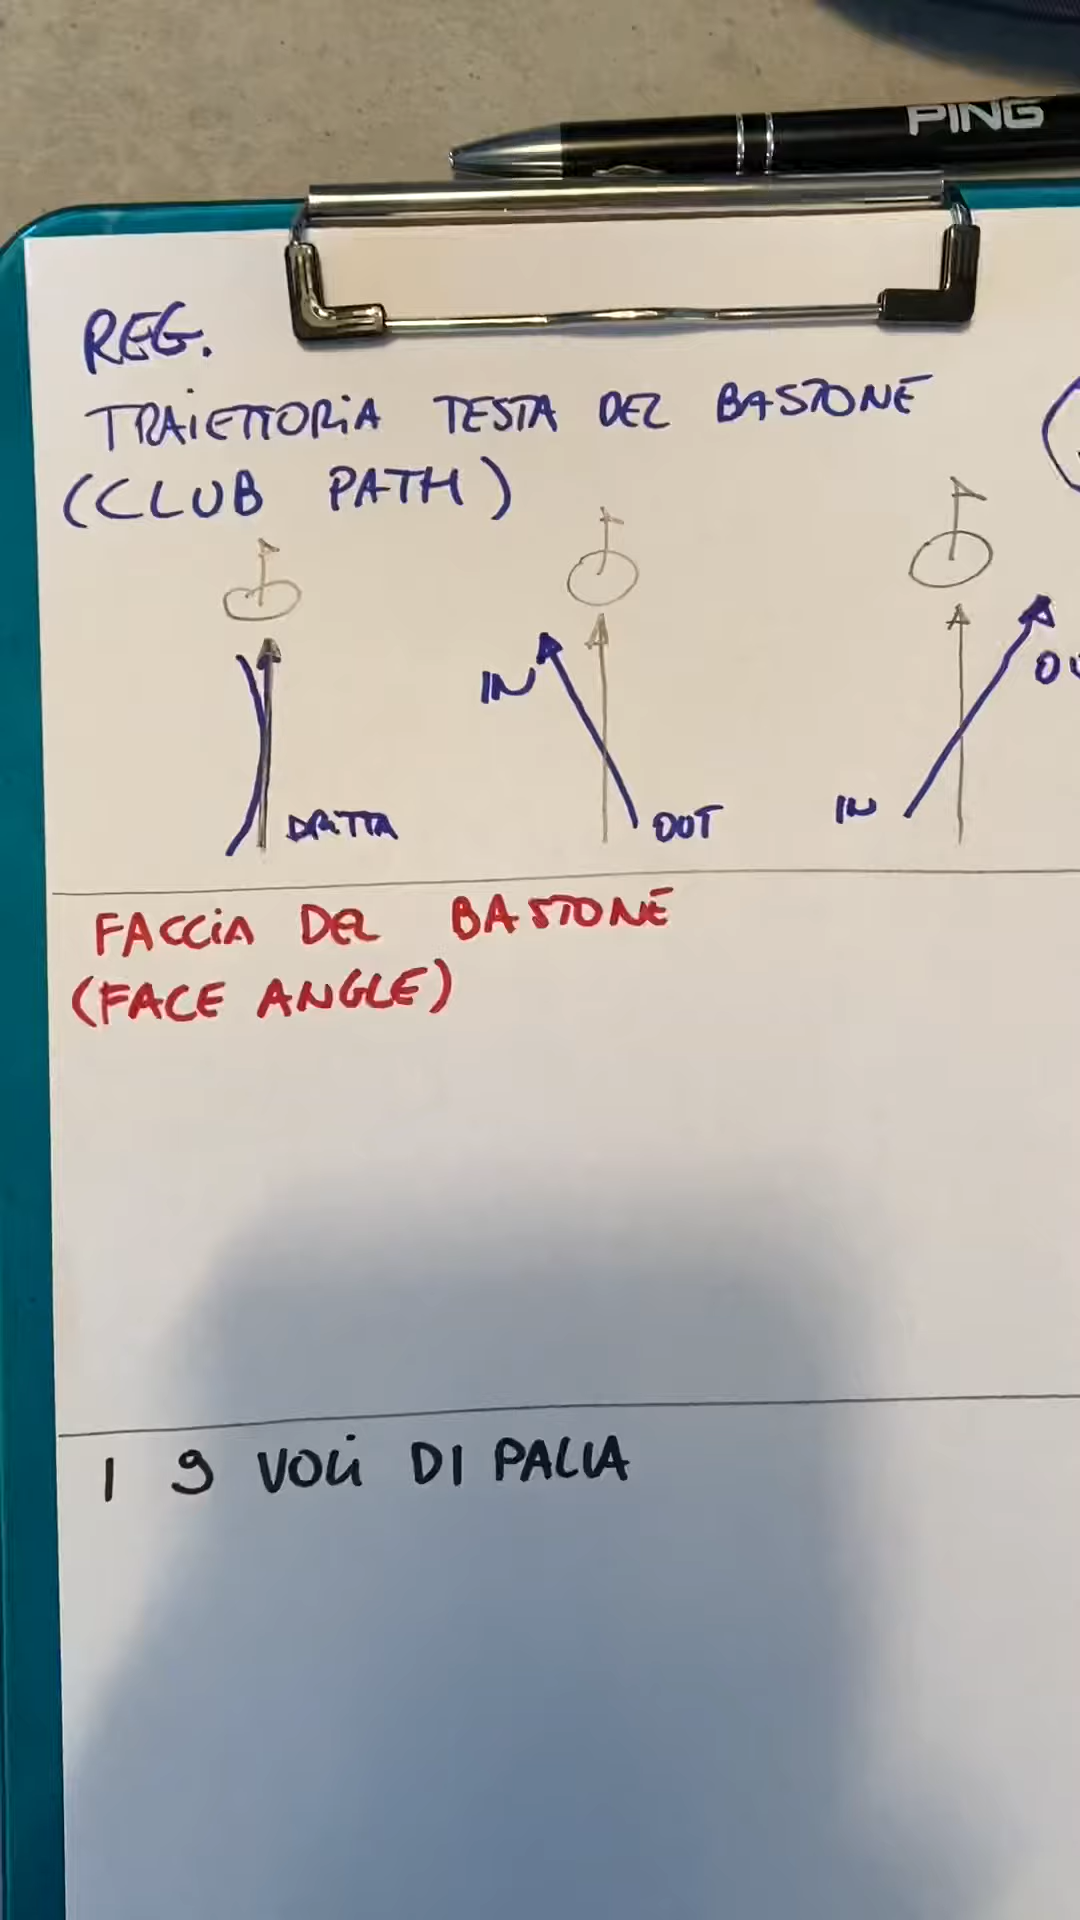 PING
REG.
TRAIETTORIA TESTA DEL BASTONE
(CLUB PATH)
IN
DRITTA
OUT
IN
FACCIA DEL BASTONE
(FACE ANGLE)
I 9 VOLI DI PALLA